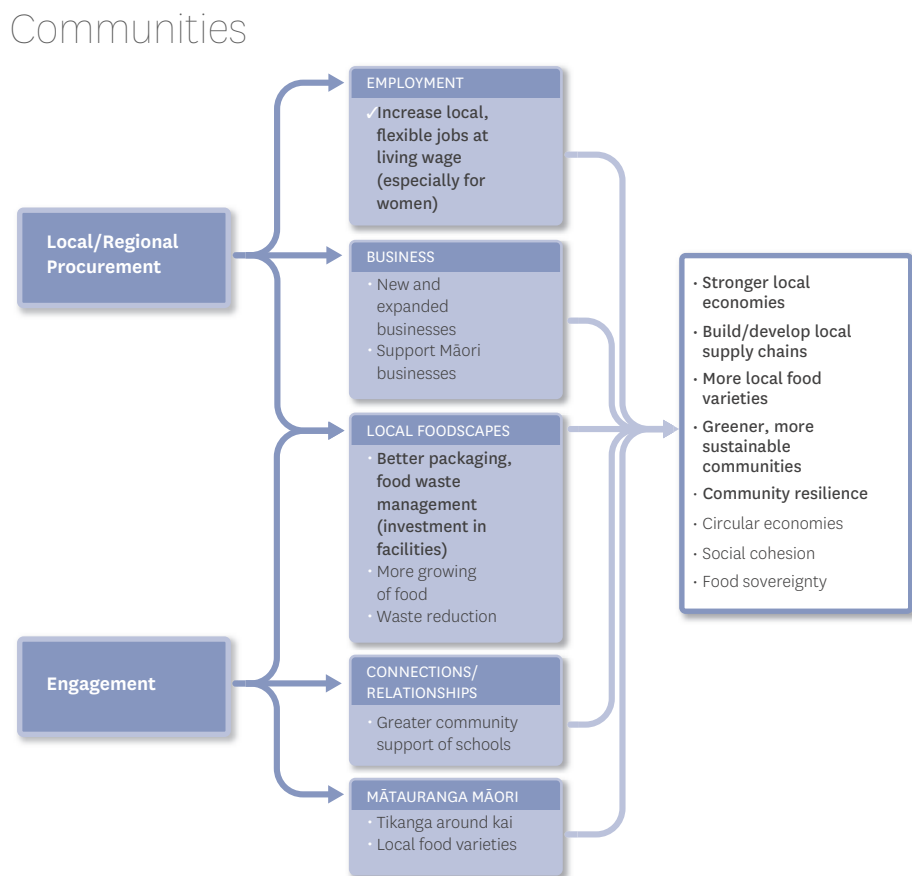 Communities
Local/Regional
Procurement
Engagement
EMPLOYMENT
✓Increase local,
flexible jobs at
living wage
(especially for
women)
BUSINESS
· New and
expanded
businesses
· Support Māori
businesses
LOCAL FOODSCAPES
· Better packaging,
food waste
management
(investment in
facilities)
· More growing
of food
· Waste reduction
CONNECTIONS/
RELATIONSHIPS
· Greater community
support of schools
MĀTAURANGA MĀORI
· Tikanga around kai
· Local food varieties
· Stronger local
economies
· Build/develop local
supply chains
· More local food
varieties
· Greener, more
sustainable
communities
· Community resilience
· Circular economies
· Social cohesion
· Food sovereignty